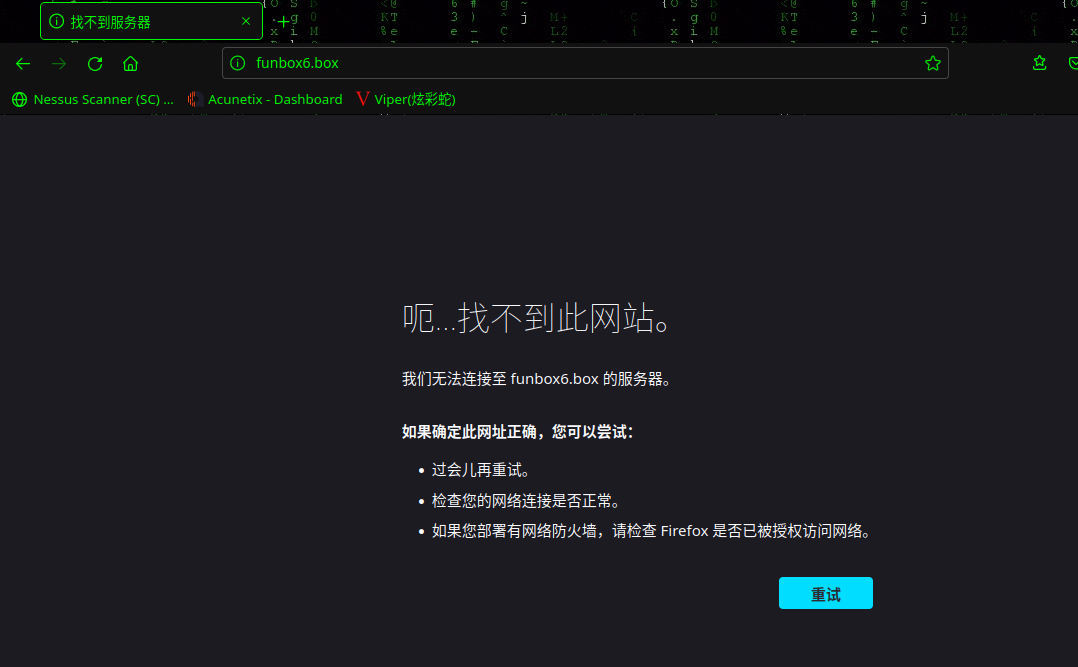 找不到服务器
funbox6.box
Nessus Scanner (SC) ... Acunetix - Dashboard Viper(炫彩蛇)
呃...找不到此网站。
我们无法连接至 funbox6.box 的服务器。
如果确定此网址正确，您可以尝试：
• 过会儿再重试。
• 检查您的网络连接是否正常。
• 如果您部署有网络防火墙，请检查 Firefox 是否已被授权访问网络。
重试